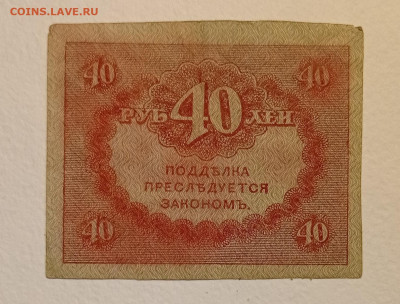 COINS.LAVE.RU
40 40
РУБ 40 ЛЕЙ
ПОДДѢЛКА
ПРЕСЛѢДУЕТСЯ
ЗАКОНОМЪ.
40 40